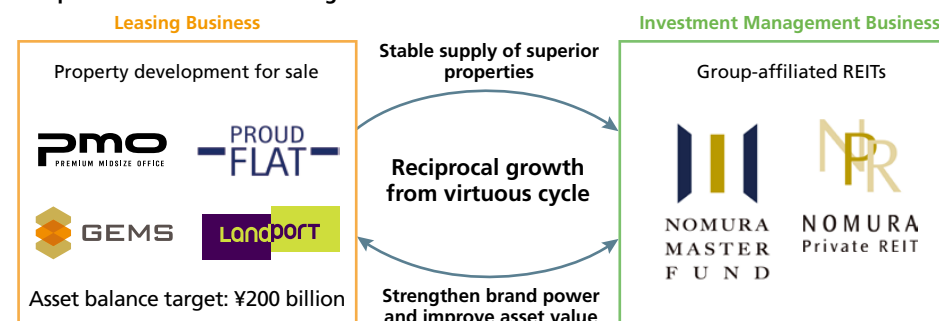 Leasing Business
Property development for sale
PMO
PREMIUM MIDSIZE OFFICE
PROUD
FLAT
GEMS
Landport
Asset balance target: ¥200 billion
Stable supply of superior
properties
Reciprocal growth
from virtuous cycle
Strengthen brand power
and improve asset value
Investment Management Business
Group-affiliated REITs
NOMURA
MASTER
FUND
NPR
NOMURA
Private REIT